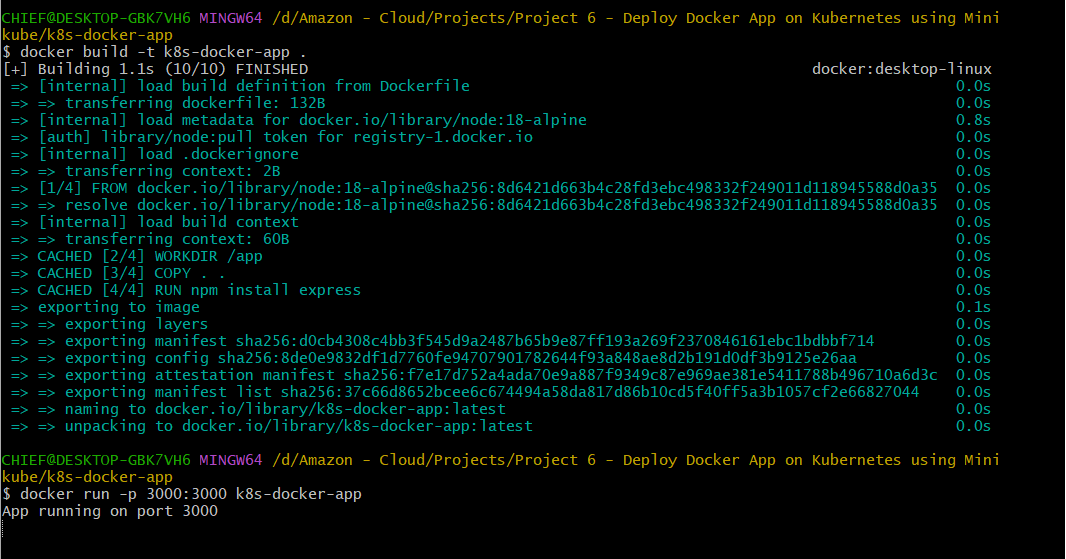 CHIEF@DESKTOP-GBK7VH6 MINGW64 /d/Amazon - Cloud/Projects/Project 6 - Deploy Docker App on Kubernetes using Mini
kube/k8s-docker-app
$ docker build -t k8s-docker-app .
[+] Building 1.1s (10/10) FINISHED docker:desktop-linux
=> [internal] load build definition from Dockerfile 0.0s
=> => transferring dockerfile: 132B 0.0s
=> [internal] load metadata for docker.io/library/node:18-alpine 0.8s
=> [auth] library/node:pull token for registry-1.docker.io 0.0s
=> [internal] load .dockerignore 0.0s
=> => transferring context: 2B 0.0s
=> [1/4] FROM docker.io/library/node:18-alpine@sha256:8d6421d663b4c28fd3ebc498332f249011d118945588d0a35 0.0s
=> => resolve docker.io/library/node:18-alpine@sha256:8d6421d663b4c28fd3ebc498332f249011d118945588d0a35 0.0s
=> [internal] load build context 0.0s
=> => transferring context: 60B 0.0s
=> CACHED [2/4] WORKDIR /app 0.0s
=> CACHED [3/4] COPY . . 0.0s
=> CACHED [4/4] RUN npm install express 0.0s
=> exporting to image 0.1s
=> => exporting layers 0.0s
=> => exporting manifest sha256:d0cb4308c4bb3f545d9a2487b65b9e87ff193a269f2370846161ebc1bdbbf714 0.0s
=> => exporting config sha256:8de0e9832df1d7760fe94707901782644f93a848ae8d2b191d0df3b9125e26aa 0.0s
=> => exporting attestation manifest sha256:f7e17d752a4ada70e9a887f9349c87e969ae381e5411788b496710a6d3c 0.0s
=> => exporting manifest list sha256:37c66d8652bcee6c674494a58da817d86b10cd5f40ff5a3b1057cf2e66827044 0.0s
=> => naming to docker.io/library/k8s-docker-app:latest 0.0s
=> => unpacking to docker.io/library/k8s-docker-app:latest 0.0s
CHIEF@DESKTOP-GBK7VH6 MINGW64 /d/Amazon - Cloud/Projects/Project 6 - Deploy Docker App on Kubernetes using Mini
kube/k8s-docker-app
$ docker run -p 3000:3000 k8s-docker-app
App running on port 3000